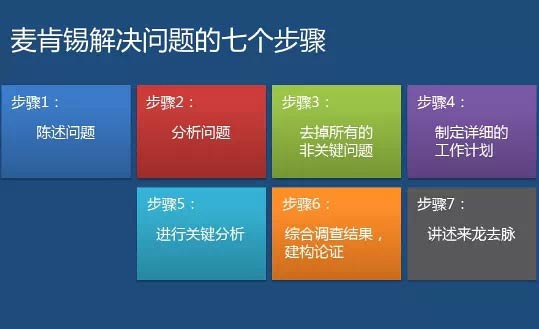 麦肯锡解决问题的七个步骤
步骤1：
陈述问题
步骤2：
分析问题
步骤3：
去掉所有的
非关键问题
步骤4：
制定详细的
工作计划
步骤5：
进行关键分析
步骤6：
综合调查结果，
建构论证
步骤7：
讲述来龙去脉